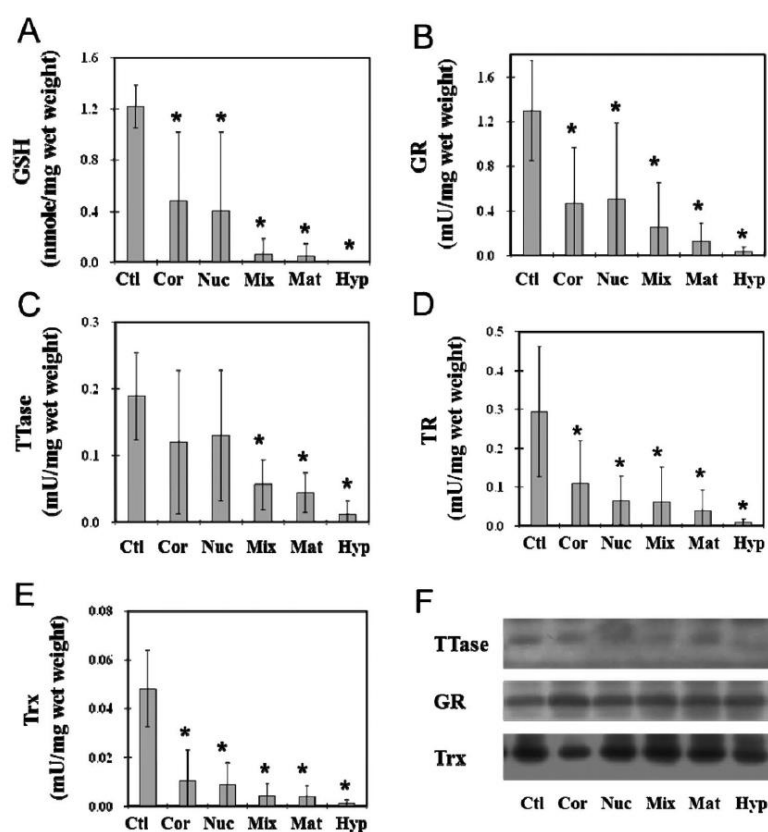 A
GSH
(nmole/mg wet weight)
1.2
0.8
0.4
0.0
1.6
* * * * *
Ctl Cor Nuc Mix Mat Hyp
B
GR
(mU/mg wet weight)
1.6
1.2
0.8
0.4
0.0
* * * * *
Ctl Cor Nuc Mix Mat Hyp
C
TTase
(mU/mg wet weight)
0.3
0.2
0.1
0.0
* * *
Ctl Cor Nuc Mix Mat Hyp
D
TR
(mU/mg wet weight)
0.5
0.4
0.3
0.2
0.1
0.0
* * * * *
Ctl Cor Nuc Mix Mat Hyp
E
Trx
(mU/mg wet weight)
0.08
0.06
0.04
0.02
0.00
* * * * *
Ctl Cor Nuc Mix Mat Hyp
F
TTase
GR
Trx
Ctl Cor Nuc Mix Mat Hyp